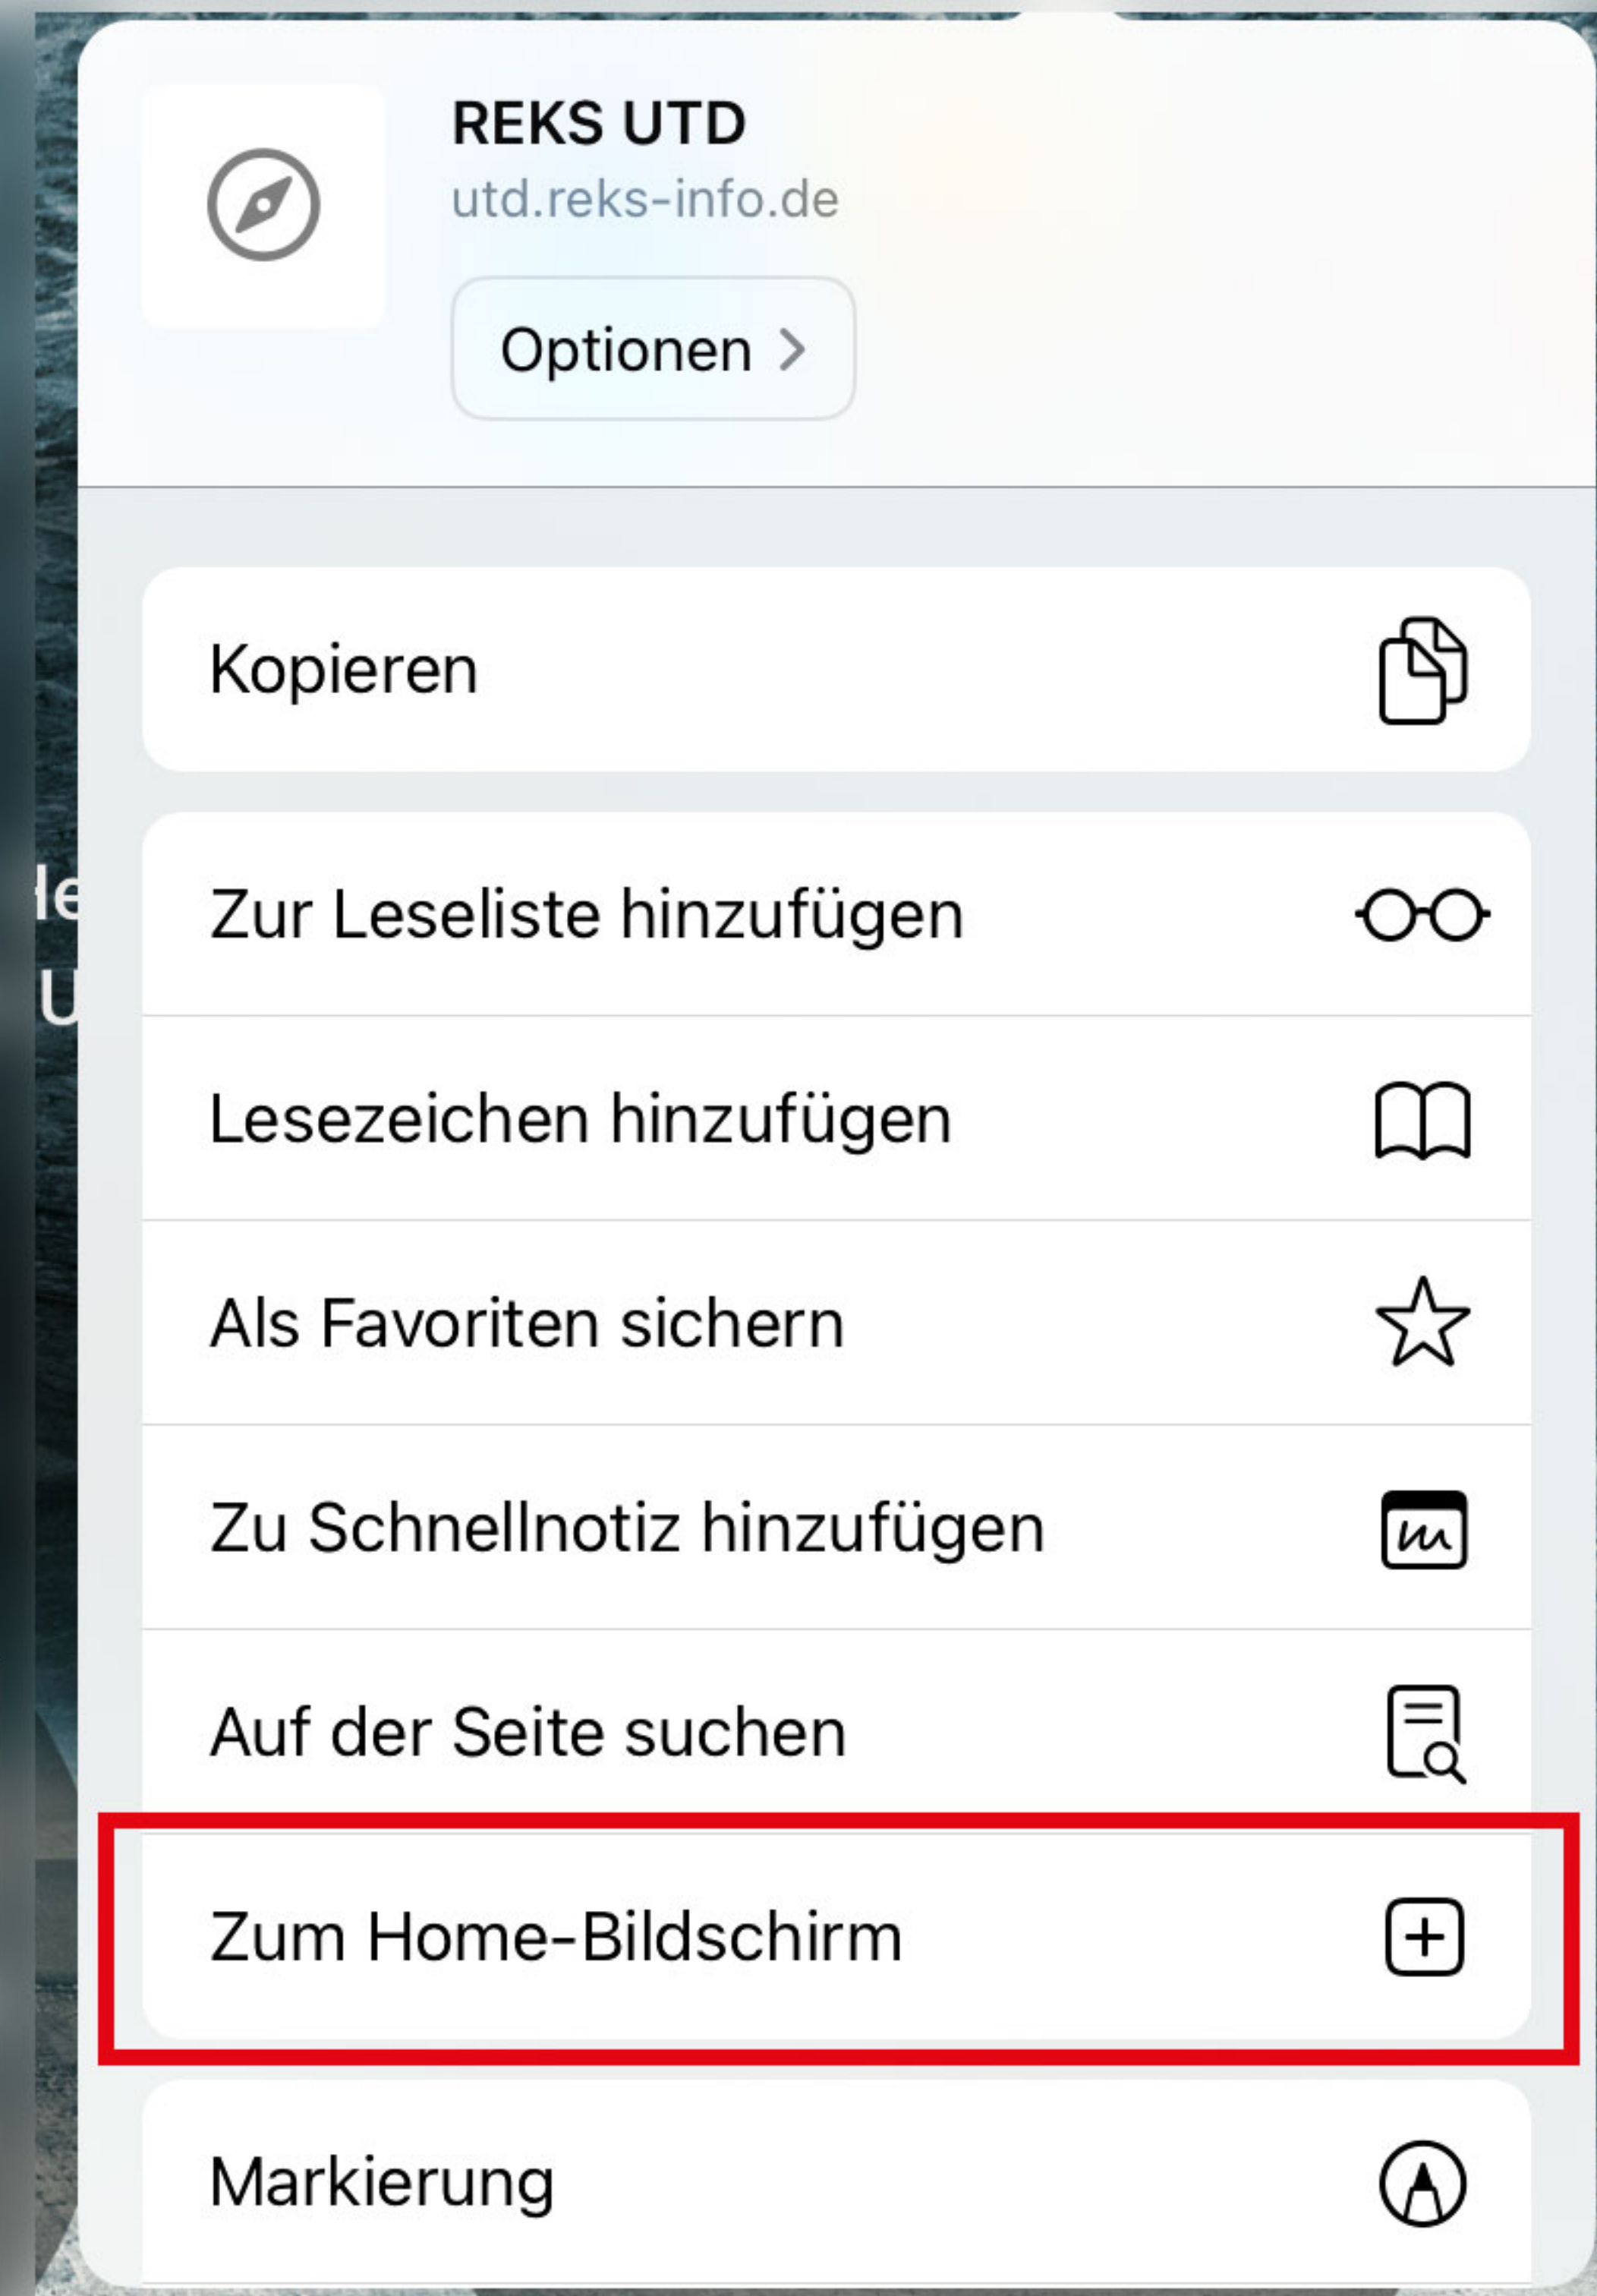 REKS UTD
utd.reks-info.de
Optionen
Kopieren
Zur Leseliste hinzufügen
Lesezeichen hinzufügen
Als Favoriten sichern
Zu Schnellnotiz hinzufügen
Auf der Seite suchen
Zum Home-Bildschirm
Markierung